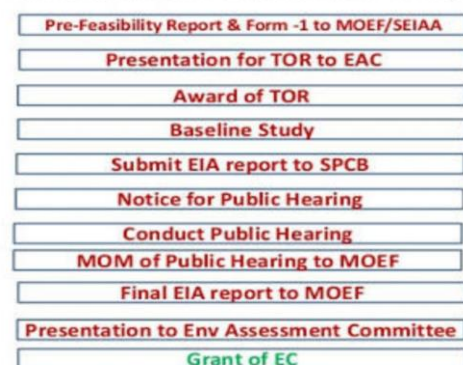 Pre-Feasibility Report & Form -1 to MOEF/SEIAA
Presentation for TOR to EAC
Award of TOR
Baseline Study
Submit EIA report to SPCB
Notice for Public Hearing
Conduct Public Hearing
MOM of Public Hearing to MOEF
Final EIA report to MOEF
Presentation to Env Assessment Committee
Grant of EC